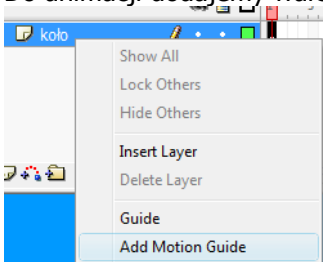 koło
Show All
Lock Others
Hide Others
Insert Layer
Delete Layer
Guide
Add Motion Guide